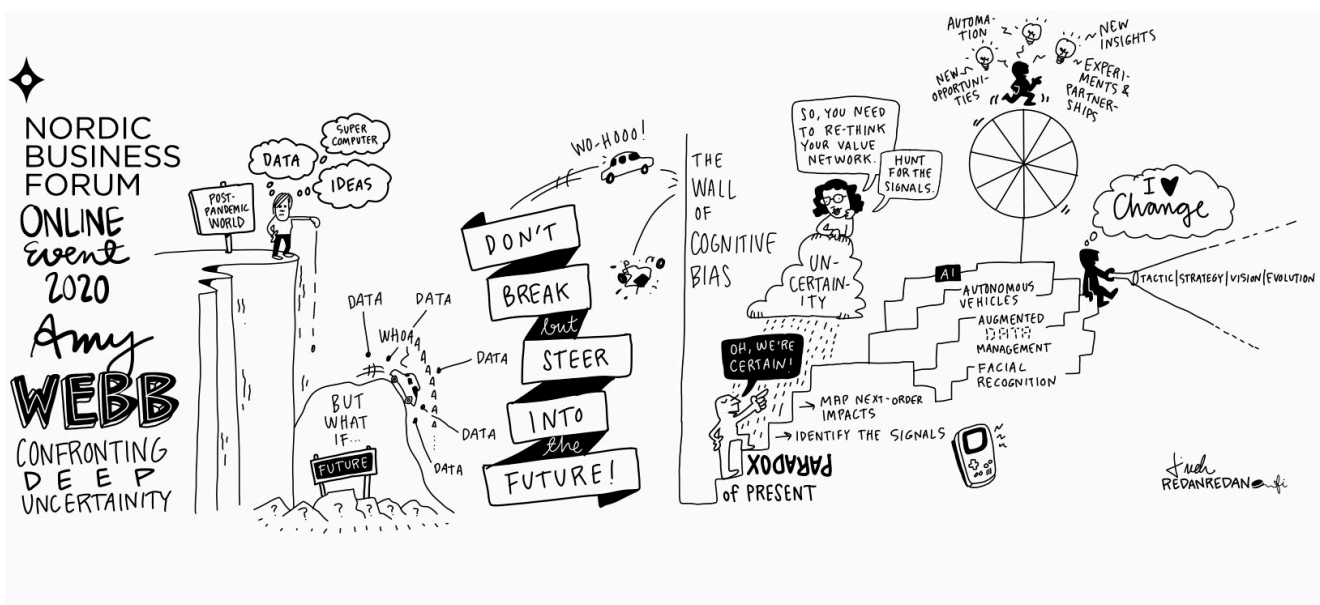 NORDIC
BUSINESS
FORUM
ONLINE
Event
2020
Amy
WEBB
CONFRONTING
DEEP
UNCERTAINITY
POST-
PANDEMIC
WORLD
DATA
SUPER
COMPUTER
IDEAS
BUT
WHAT
IF...
FUTURE
? ? ? ? ? ?
DATA
DATA
WHOAAAAAAAA...
DATA
DATA
DATA
WO-HOOO!
DON'T
BREAK
but
STEER
INTO
the
FUTURE!
THE
WALL
OF
COGNITIVE
BIAS
SO, YOU NEED
TO RE-THINK
YOUR VALUE
NETWORK.
HUNT
FOR THE
SIGNALS.
UN-
CERTAIN-
ITY
OH, WE'RE
CERTAIN!
→ MAP NEXT-ORDER
IMPACTS
→ IDENTIFY THE SIGNALS
PARADOX
of PRESENT
AUTOMA-
TION
NEW
INSIGHTS
NEW
OPPORTUNI-
TIES
EXPERI-
MENTS &
PARTNER-
SHIPS
AI
AUTONOMOUS
VEHICLES
AUGMENTED
DATA
MANAGEMENT
FACIAL
RECOGNITION
I ♥
Change
TACTIC|STRATEGY|VISION|EVOLUTION
REDANREDAN.fi